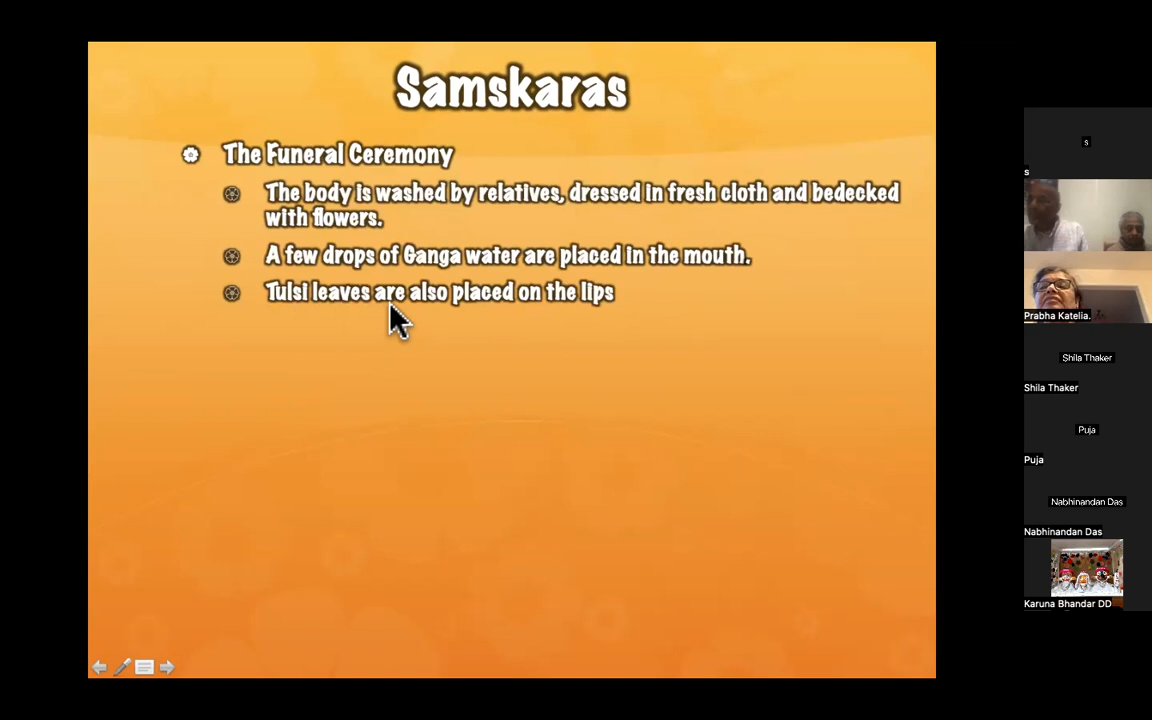 Samskaras
The Funeral Ceremony
The body is washed by relatives, dressed in fresh cloth and bedecked
with flowers.
A few drops of Ganga water are placed in the mouth.
Tulsi leaves are also placed on the lips
s
s
Prabha Katelia.
Shila Thaker
Shila Thaker
Puja
Puja
Nabhinandan Das
Nabhinandan Das
Karuna Bhandar DD